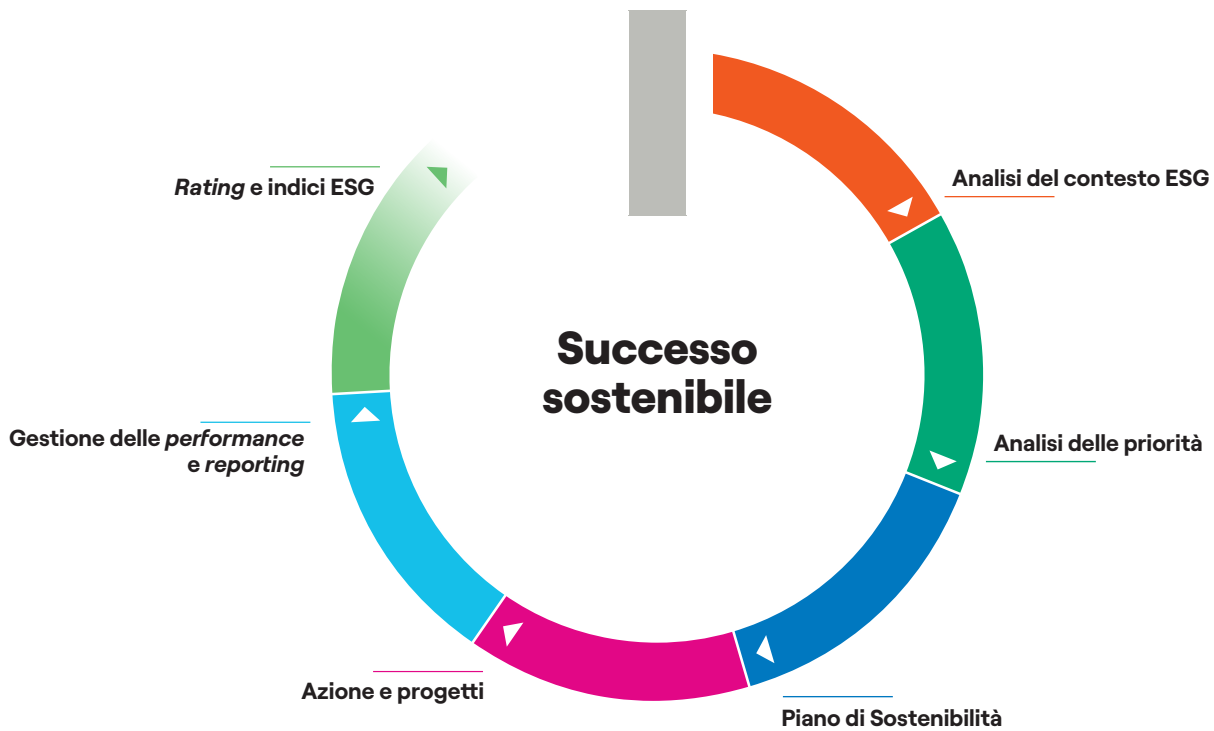 Successo
sostenibile
Analisi del contesto ESG
Analisi delle priorità
Piano di Sostenibilità
Azione e progetti
Gestione delle performance
e reporting
Rating e indici ESG